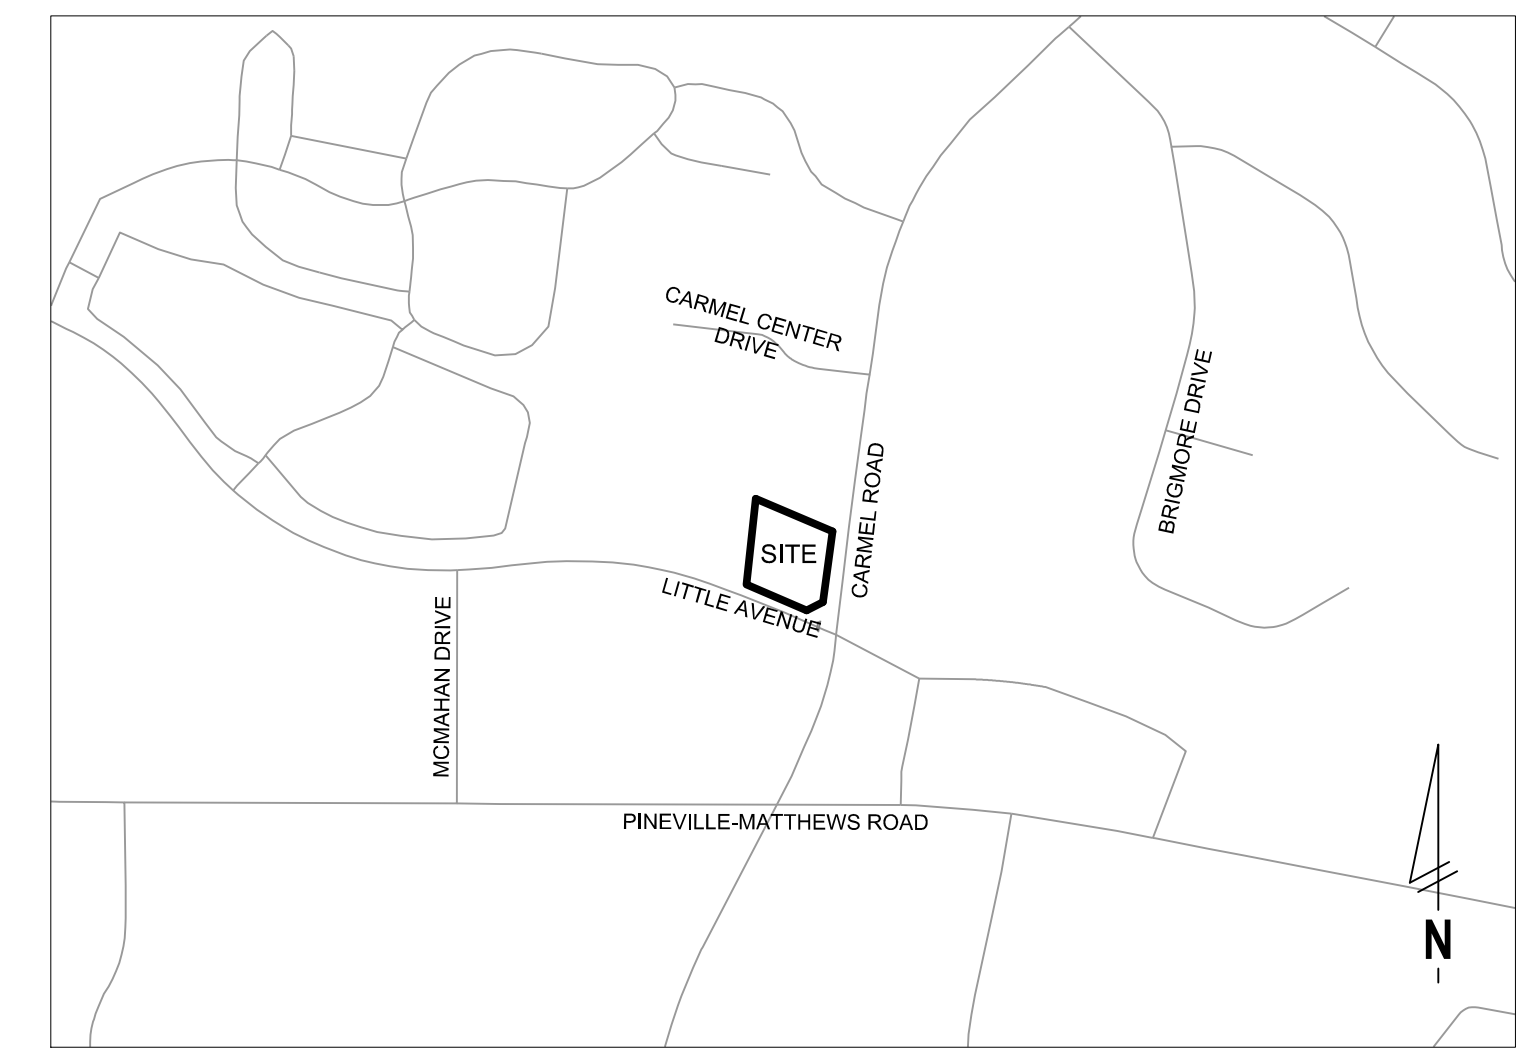 CARMEL CENTER
DRIVE
BRIGMORE DRIVE
CARMEL ROAD
SITE
LITTLE AVENUE
MCMAHAN DRIVE
PINEVILLE-MATTHEWS ROAD
N